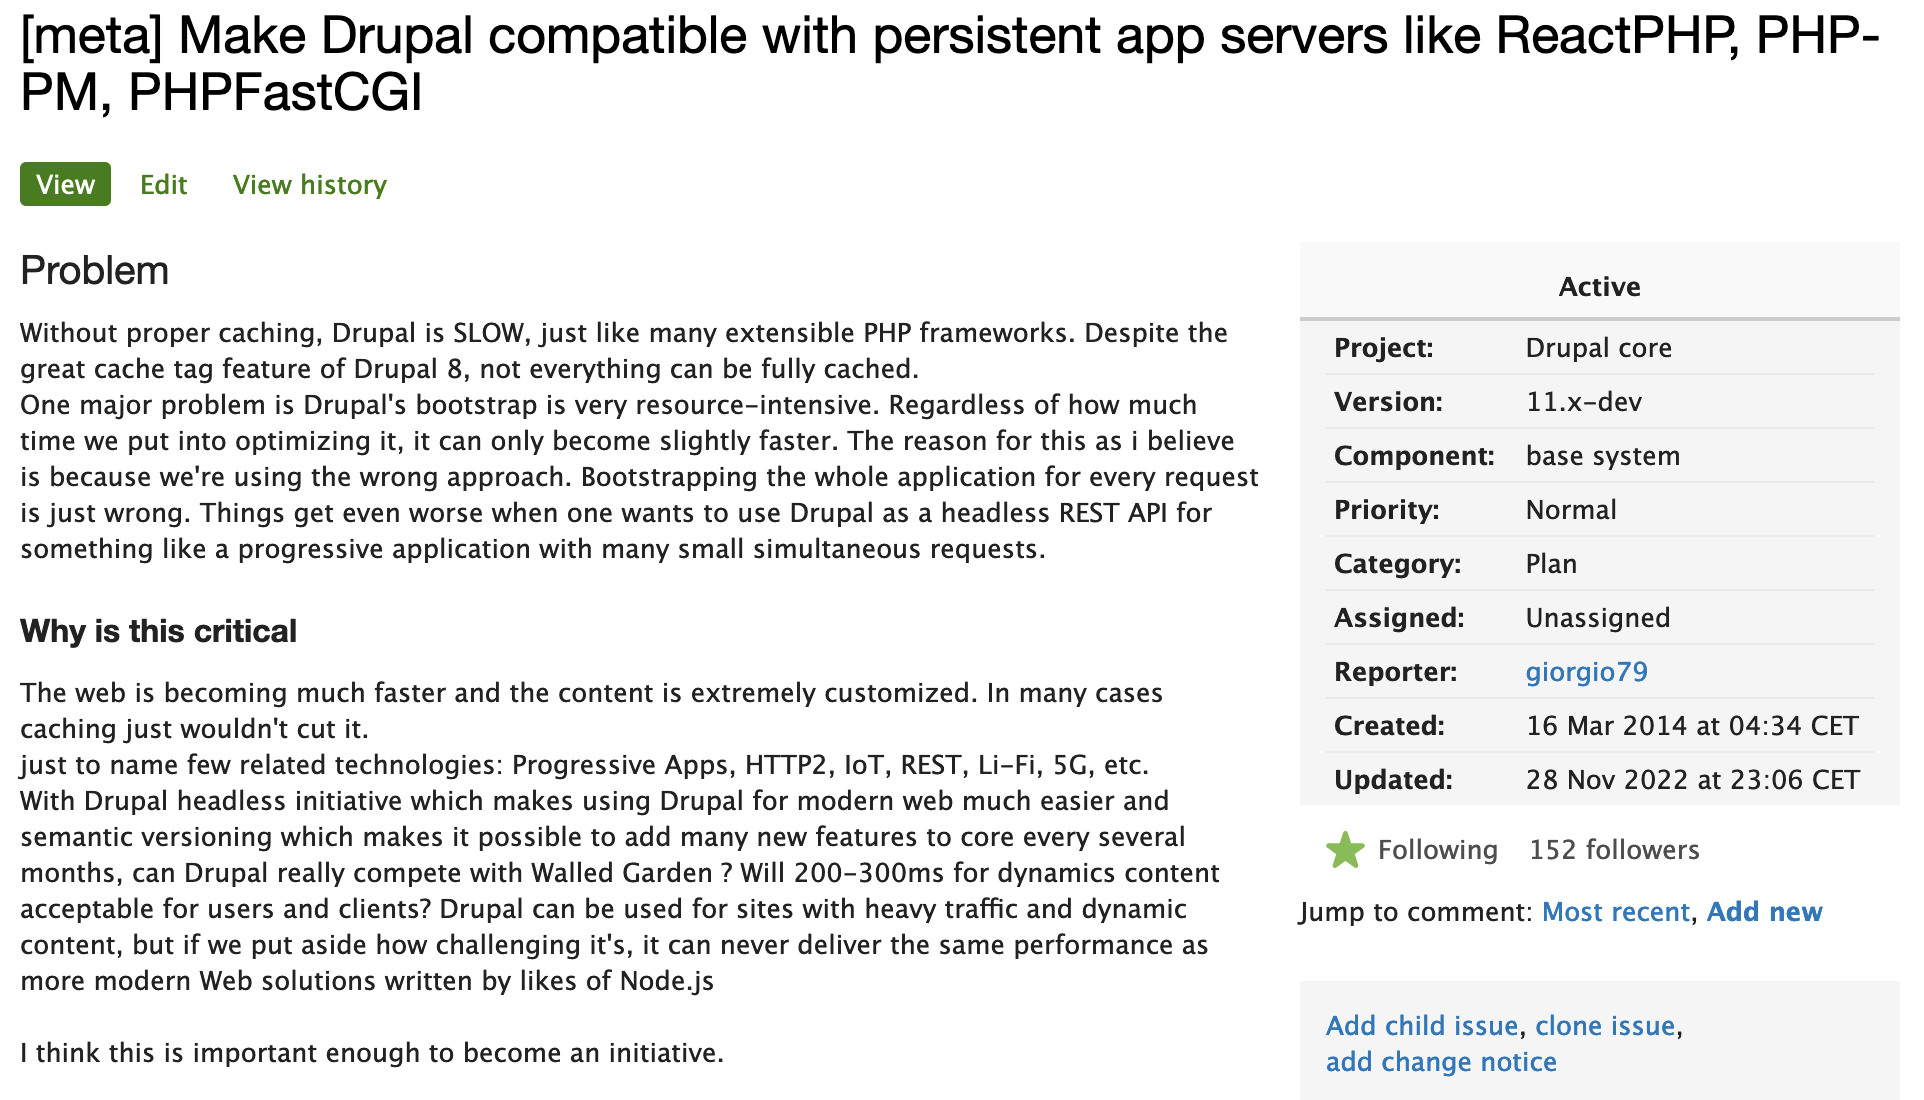 [meta] Make Drupal compatible with persistent app servers like ReactPHP, PHP-
PM, PHPFastCGI
View Edit View history
Problem
Without proper caching, Drupal is SLOW, just like many extensible PHP frameworks. Despite the
great cache tag feature of Drupal 8, not everything can be fully cached.
One major problem is Drupal's bootstrap is very resource-intensive. Regardless of how much
time we put into optimizing it, it can only become slightly faster. The reason for this as i believe
is because we're using the wrong approach. Bootstrapping the whole application for every request
is just wrong. Things get even worse when one wants to use Drupal as a headless REST API for
something like a progressive application with many small simultaneous requests.
Why is this critical
The web is becoming much faster and the content is extremely customized. In many cases
caching just wouldn't cut it.
just to name few related technologies: Progressive Apps, HTTP2, IoT, REST, Li-Fi, 5G, etc.
With Drupal headless initiative which makes using Drupal for modern web much easier and
semantic versioning which makes it possible to add many new features to core every several
months, can Drupal really compete with Walled Garden ? Will 200-300ms for dynamics content
acceptable for users and clients? Drupal can be used for sites with heavy traffic and dynamic
content, but if we put aside how challenging it's, it can never deliver the same performance as
more modern Web solutions written by likes of Node.js
I think this is important enough to become an initiative.
Active
Project: Drupal core
Version: 11.x-dev
Component: base system
Priority: Normal
Category: Plan
Assigned: Unassigned
Reporter: giorgio79
Created: 16 Mar 2014 at 04:34 CET
Updated: 28 Nov 2022 at 23:06 CET
Following 152 followers
Jump to comment: Most recent, Add new
Add child issue, clone issue,
add change notice